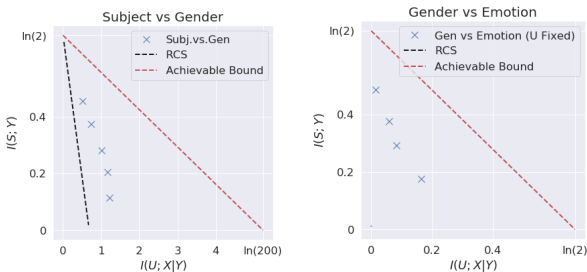 Subject vs Gender
ln(2)
0.4
0.2
0
I(S; Y)
Subj.vs.Gen
RCS
Achievable Bound
0
1
2
3
4
ln(200)
I(U; X|Y)
Gender vs Emotion
ln(2)
0.4
0.2
0
I(S; Y)
Gen vs Emotion (U Fixed)
RCS
Achievable Bound
0
0.2
0.4
ln(2)
I(U; X|Y)